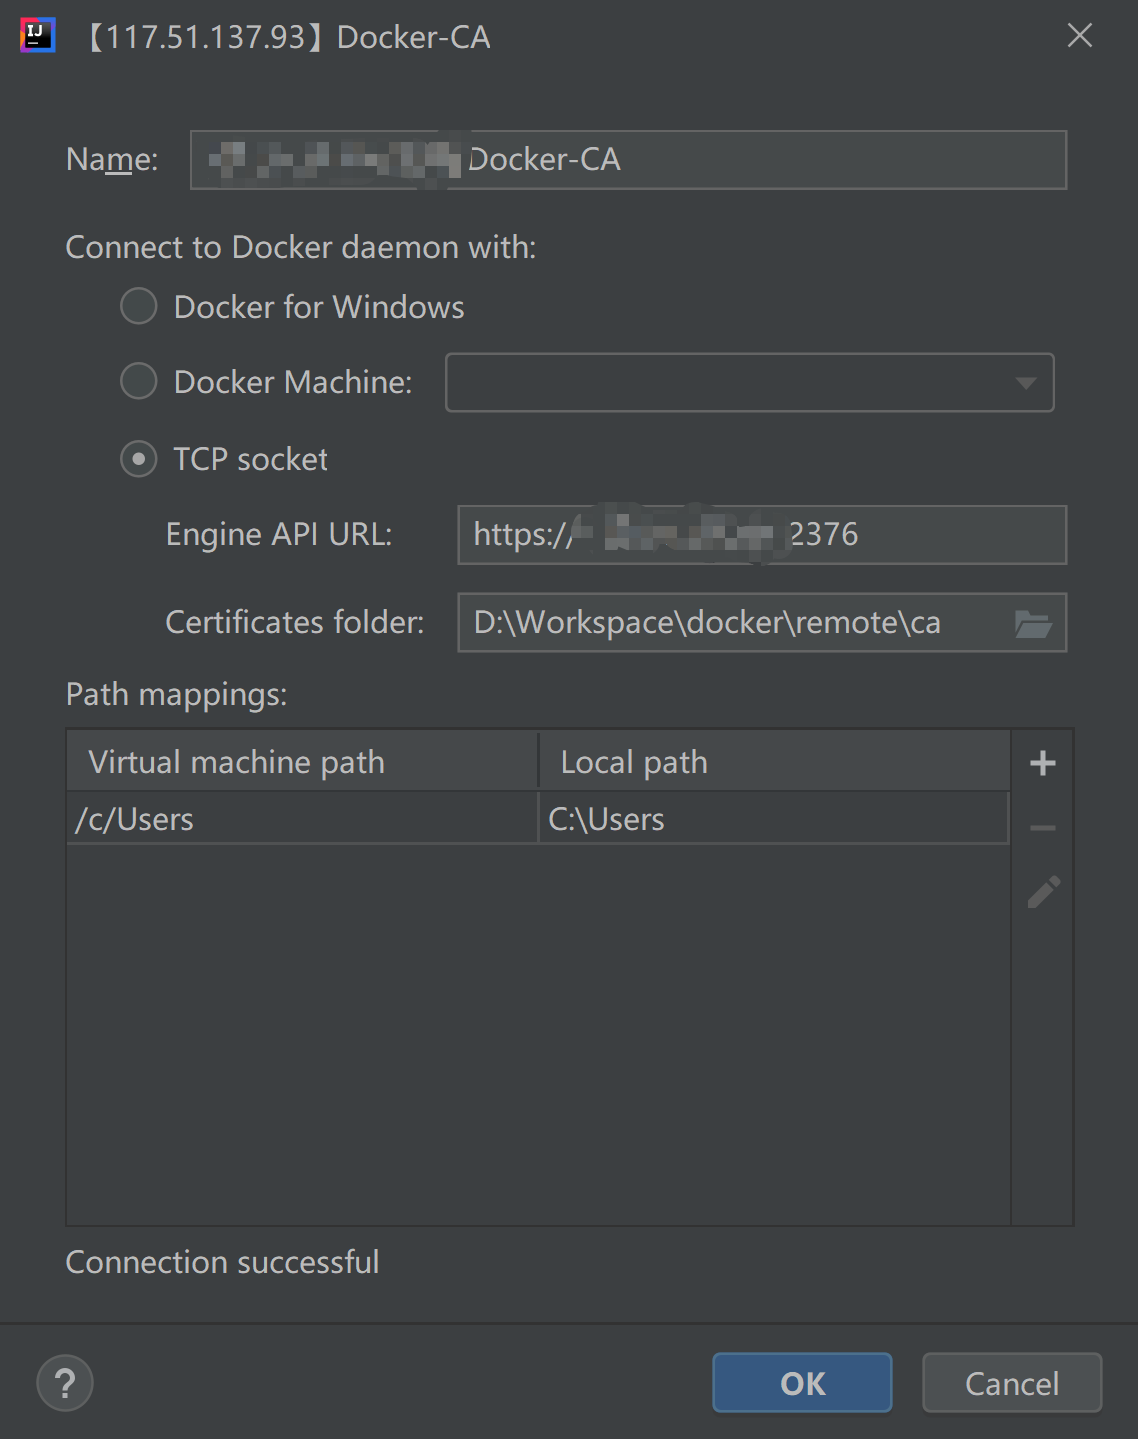 IJ
【117.51.137.93】Docker-CA
Name: Docker-CA
Connect to Docker daemon with:
Docker for Windows
Docker Machine:
TCP socket
Engine API URL: https:// 2376
Certificates folder: D:\Workspace\docker\remote\ca
Path mappings:
Virtual machine path Local path
/c/Users C:\Users
Connection successful
? OK Cancel